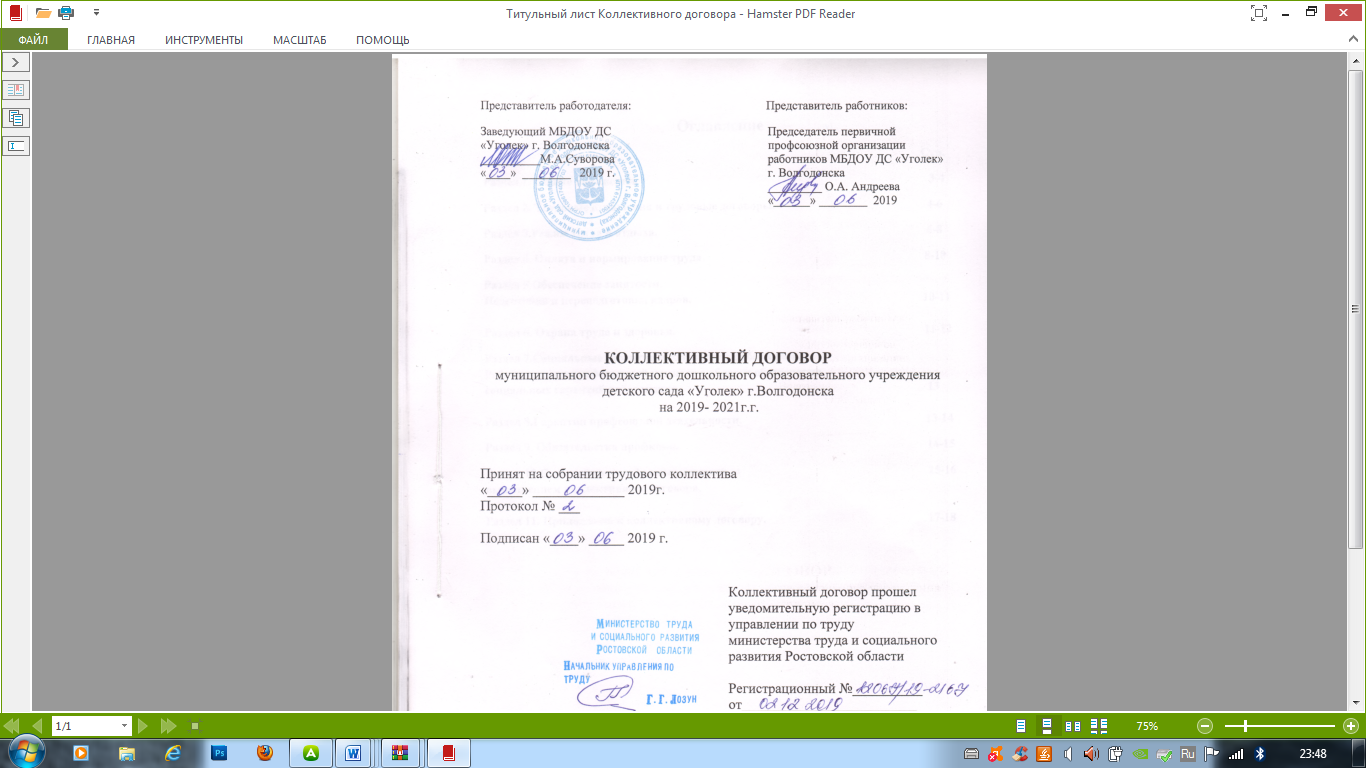 Титульный лист Коллективного договора - Hamster PDF Reader
ФАЙЛ ГЛАВНАЯ ИНСТРУМЕНТЫ МАСШТАБ ПОМОЩЬ
Представитель работодателя:
Заведующий МБДОУ ДС
«Уголек» г. Волгодонска
М.А.Суворова
«03» 06 2019 г.
Представитель работников:
Председатель первичной
профсоюзной организации
работников МБДОУ ДС «Уголек»
г. Волгодонска
О.А. Андреева
«03» 06 2019
КОЛЛЕКТИВНЫЙ ДОГОВОР
муниципального бюджетного дошкольного образовательного учреждения
детского сада «Уголек» г.Волгодонска
на 2019- 2021г.г.
Принят на собрании трудового коллектива
«03» 06 2019г.
Протокол № 2
Подписан «03» 06 2019 г.
Коллективный договор прошел
уведомительную регистрацию в
управлении по труду
министерства труда и социального
развития Ростовской области
Регистрационный № 12067/19-2167
от 02.12.2019
Министерство труда
и социального развития
Ростовской области
Начальник управления по
труду
Г.Г.Лозун
1/1
75%
Ru
23:48